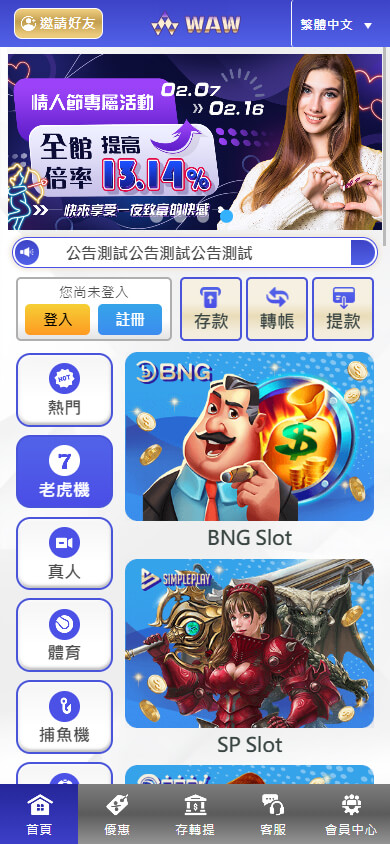 邀請好友
WAW
繁體中文
情人節專屬活動
02.07
» 02.16
全館 提高
倍率 13.14%
快來享受一夜致富的快感
公告測試公告測試公告測試
您尚未登入
登入
註冊
存款
轉帳
提款
HOT
熱門
7
老虎機
真人
體育
捕魚機
BNG
BNG Slot
SIMPLEPLAY
SP Slot
首頁
優惠
存轉提
客服
會員中心